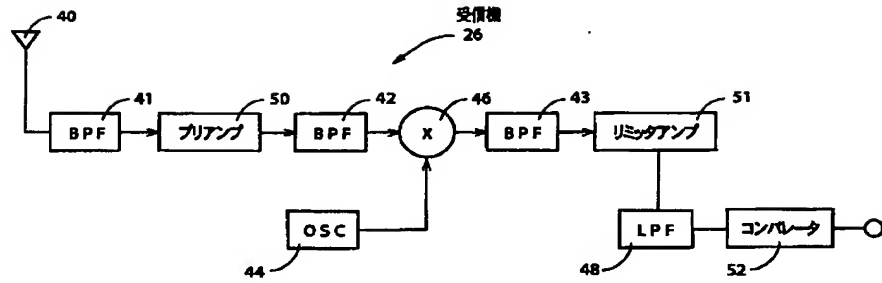 受信機
26
40
41
50
42
46
43
51
BPF
プリアンプ
BPF
X
BPF
リミッタアンプ
OSC
44
LPF
48
コンパレータ
52